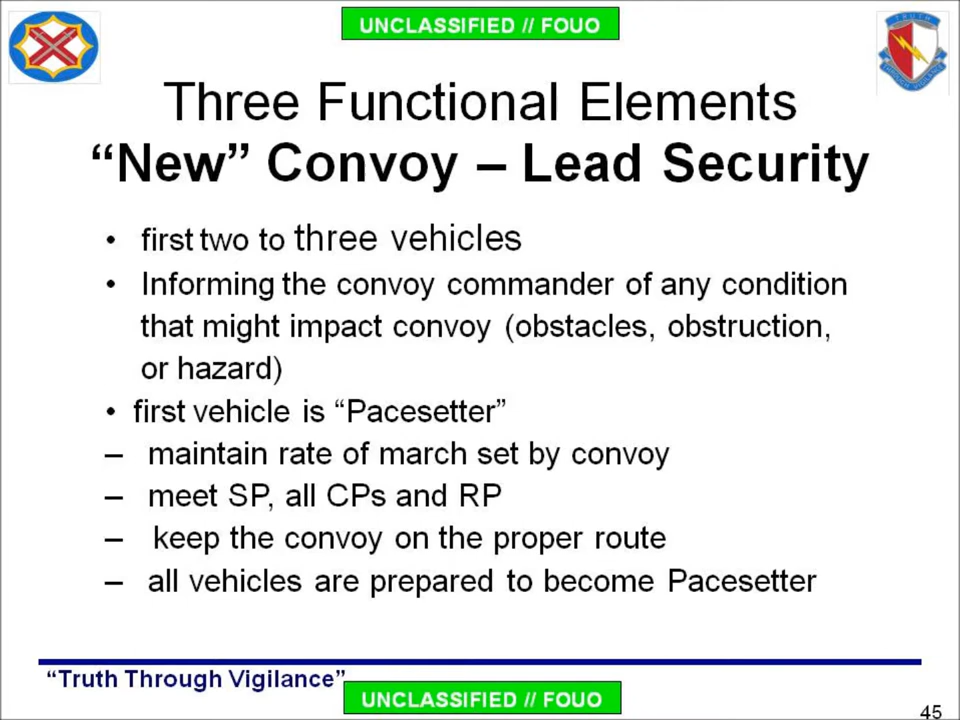 UNCLASSIFIED // FOUO
TRUTH
THROUGH VIGILANCE
Three Functional Elements
“New” Convoy – Lead Security
• first two to three vehicles
• Informing the convoy commander of any condition
that might impact convoy (obstacles, obstruction,
or hazard)
• first vehicle is “Pacesetter”
– maintain rate of march set by convoy
– meet SP, all CPs and RP
– keep the convoy on the proper route
– all vehicles are prepared to become Pacesetter
“Truth Through Vigilance”
UNCLASSIFIED // FOUO
45